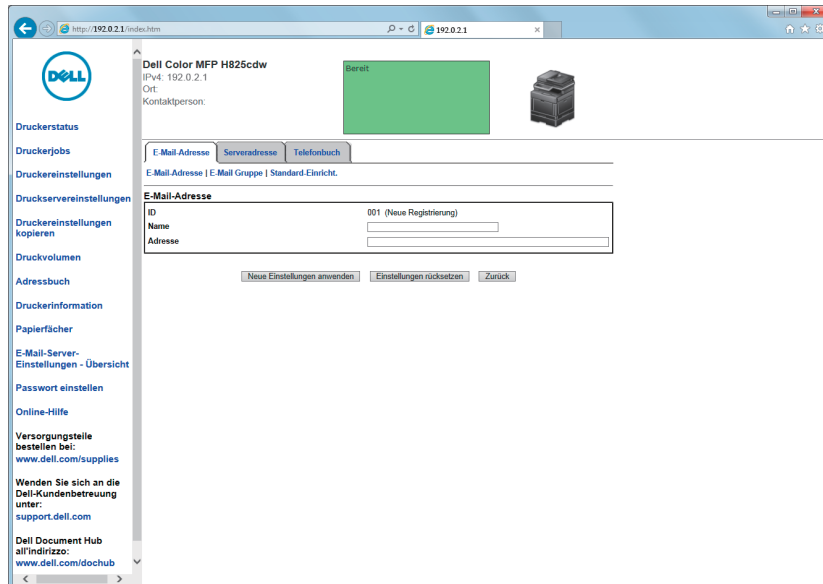 http://192.0.2.1/index.htm
192.0.2.1
DELL
Dell Color MFP H825cdw
IPv4: 192.0.2.1
Ort:
Kontaktperson:
Bereit
Druckerstatus
Druckerjobs
Druckereinstellungen
Druckservereinstellungen
Druckereinstellungen
kopieren
Druckvolumen
Adressbuch
Druckerinformation
Papierfächer
E-Mail-Server-
Einstellungen - Übersicht
Passwort einstellen
Online-Hilfe
Versorgungsteile
bestellen bei:
www.dell.com/supplies
Wenden Sie sich an die
Dell-Kundenbetreuung
unter:
support.dell.com
Dell Document Hub
all'indirizzo:
www.dell.com/dochub
E-Mail-Adresse Serveradresse Telefonbuch
E-Mail-Adresse | E-Mail Gruppe | Standard-Einricht.
E-Mail-Adresse
ID 001 (Neue Registrierung)
Name
Adresse
Neue Einstellungen anwenden Einstellungen rücksetzen Zurück